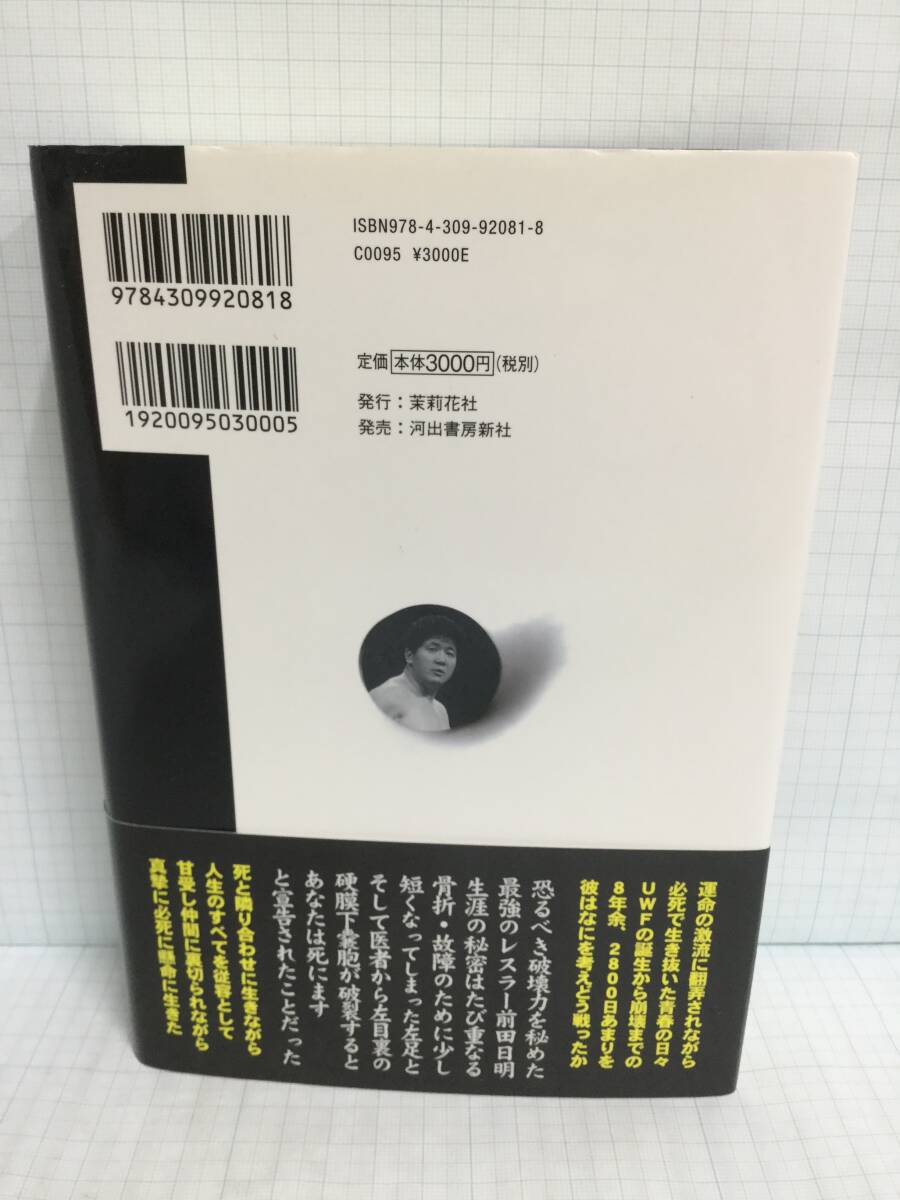 ISBN978-4-309-92081-8
C0095 ¥3000E
9784309920818
定価 本体3000円 (税別)
1920095030005
発行：茉莉花社
発売：河出書房新社
運命の激流に翻弄されながら
必死で生き抜いた青春の日々
UWFの誕生から崩壊までの
8年余、2800日あまりを
彼はなにを考えどう戦ったか
恐るべき破壊力を秘めた
最強のレスラー前田日明
生涯の秘密はたび重なる
骨折・故障のために少し
短くなってしまった左足と
そして医者から左目裏の
硬膜下嚢胞が破裂すると
あなたは死にます
と宣告されたことだった
死と隣り合わせに生きながら
人生のすべてを従容として
甘受し仲間に裏切られながら
真摯に必死に懸命に生きた